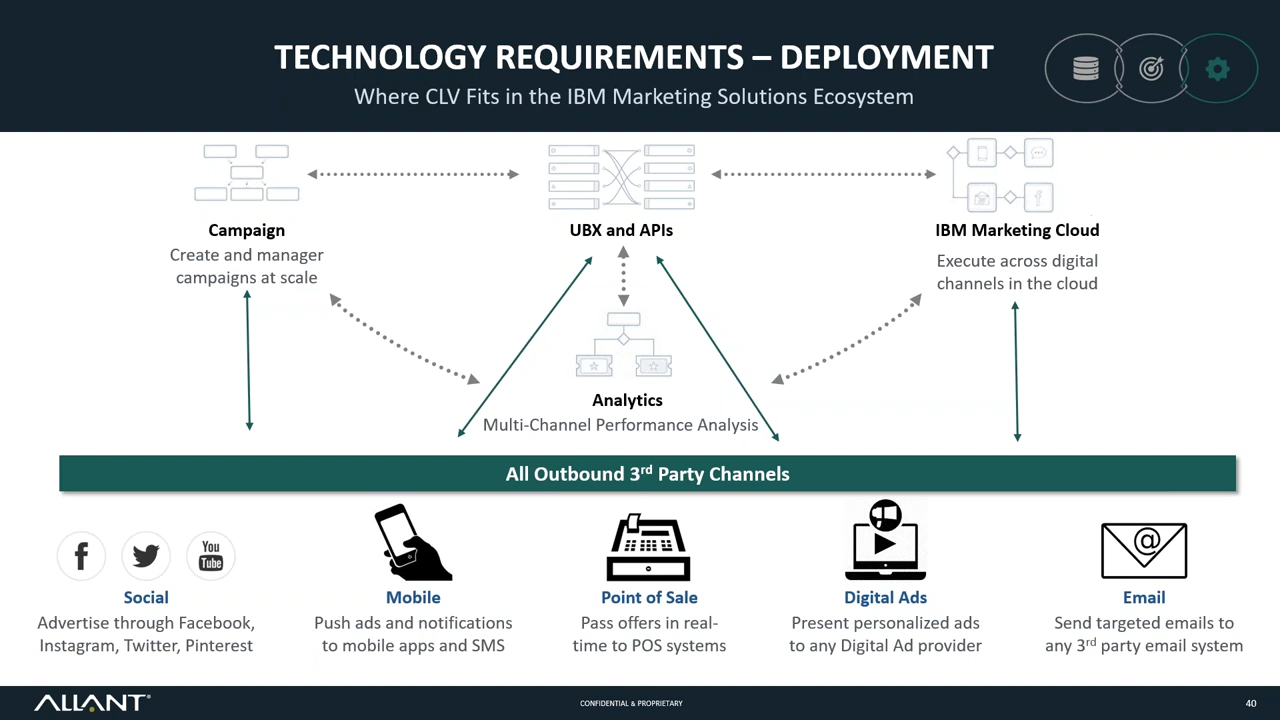 TECHNOLOGY REQUIREMENTS – DEPLOYMENT
Where CLV Fits in the IBM Marketing Solutions Ecosystem
Campaign
Create and manager
campaigns at scale
UBX and APIs
IBM Marketing Cloud
Execute across digital
channels in the cloud
Analytics
Multi-Channel Performance Analysis
All Outbound 3rd Party Channels
f
You
Tube
@
Social
Advertise through Facebook,
Instagram, Twitter, Pinterest
Mobile
Push ads and notifications
to mobile apps and SMS
Point of Sale
Pass offers in real-
time to POS systems
Digital Ads
Present personalized ads
to any Digital Ad provider
Email
Send targeted emails to
any 3rd party email system
ALLANT®
CONFIDENTIAL & PROPRIETARY
40